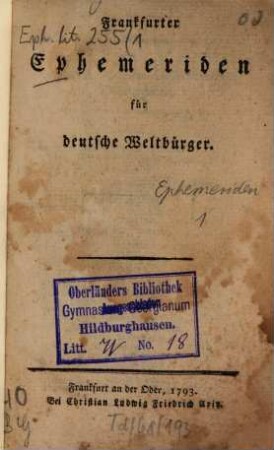 Frankfurter
Eph. lit. 255/1
Ephemeriden
für
deutsche Weltbürger.
Ephemeriden
1
Oberländers Bibliothek
Gymnasium Georgianum
Hildburghausen.
Litt. W No. 18
Frankfurt an der Oder, 1793.
Bei Christian Ludwig Friedrich Apitz.